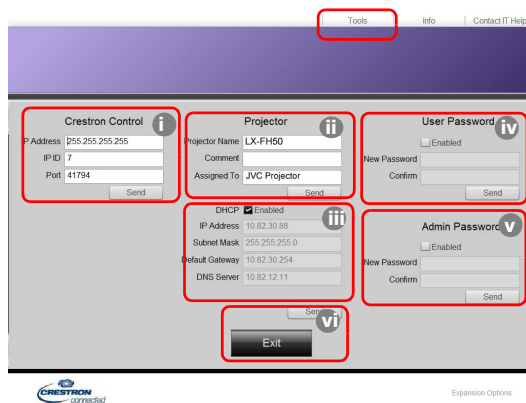 Tools Info Contact IT Help
Crestron Control
i
P Address 255.255.255.255
IP ID 7
Port 41794
Send
Projector
ii
Projector Name LX-FH50
Comment
Assigned To JVC Projector
Send
DHCP Enabled
iii
IP Address 10.82.30.88
Subnet Mask 255.255.255.0
Default Gateway 10.82.30.254
DNS Server 10.82.12.11
Send
vi
Exit
User Password
iv
Enabled
New Password
Confirm
Send
Admin Password
v
Enabled
New Password
Confirm
Send
CRESTRON
connected
Expansion Options